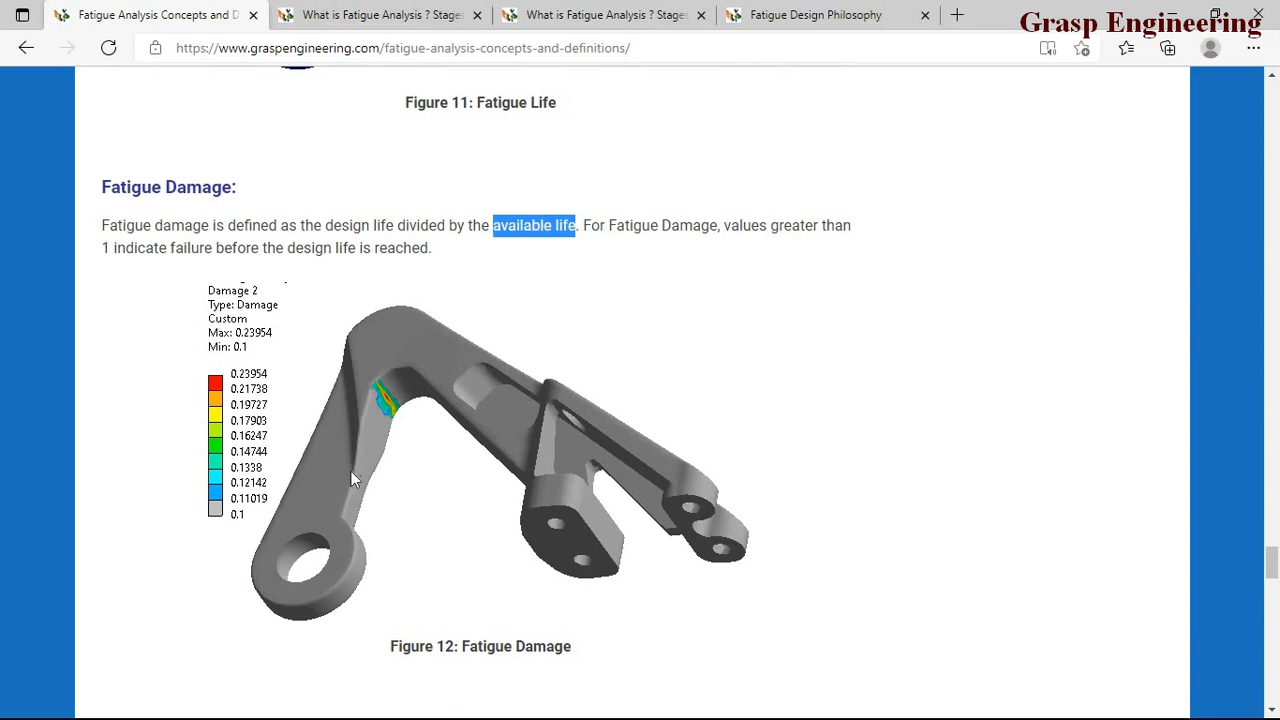 Fatigue Analysis Concepts and D
What is Fatigue Analysis ? Stages
What is Fatigue Analysis ? Stages
Fatigue Design Philosophy
Grasp Engineering
https://www.graspengineering.com/fatigue-analysis-concepts-and-definitions/
Figure 11: Fatigue Life
Fatigue Damage:
Fatigue damage is defined as the design life divided by the available life. For Fatigue Damage, values greater than
1 indicate failure before the design life is reached.
Damage 2
Type: Damage
Custom
Max: 0.23954
Min: 0.1
0.23954
0.21738
0.19727
0.17903
0.16247
0.14744
0.1338
0.12142
0.11019
0.1
Figure 12: Fatigue Damage